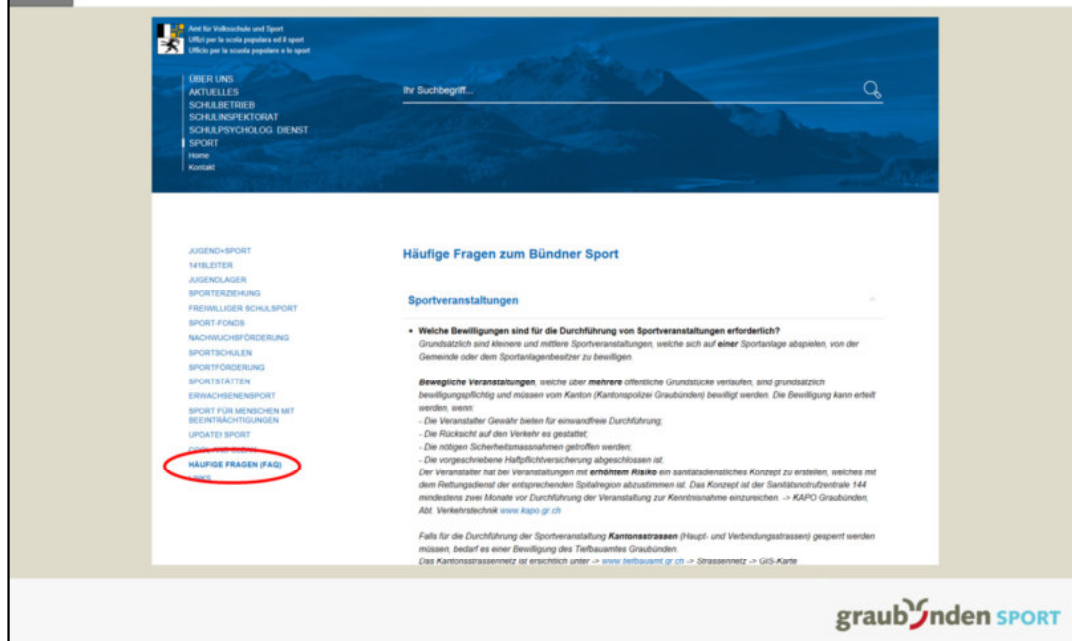 Amt für Volksschule und Sport
Uffizi per la scola populara ed il sport
Ufficio per la scuola popolare e lo sport
ÜBER UNS
AKTUELLES
SCHULBETRIEB
SCHULINSPEKTORAT
SCHULPSYCHOLOG. DIENST
SPORT
Home
Kontakt
Ihr Suchbegriff...
JUGEND+SPORT
1418LEITER
JUGENDLAGER
SPORTERZIEHUNG
FREIWILLIGER SCHULSPORT
SPORT-FONDS
NACHWUCHSFÖRDERUNG
SPORTSCHULEN
SPORTFÖRDERUNG
SPORTSTÄTTEN
ERWACHSENENSPORT
SPORT FÜR MENSCHEN MIT
BEEINTRÄCHTIGUNGEN
UPDATE! SPORT
COOL AND CLEAN
HÄUFIGE FRAGEN (FAQ)
LINKS
Häufige Fragen zum Bündner Sport
Sportveranstaltungen
• Welche Bewilligungen sind für die Durchführung von Sportveranstaltungen erforderlich?
Grundsätzlich sind kleinere und mittlere Sportveranstaltungen, welche sich auf einer Sportanlage abspielen, von der
Gemeinde oder dem Sportanlagenbesitzer zu bewilligen.
Bewegliche Veranstaltungen, welche über mehrere öffentliche Grundstücke verlaufen, sind grundsätzlich
bewilligungspflichtig und müssen vom Kanton (Kantonspolizei Graubünden) bewilligt werden. Die Bewilligung kann erteilt
werden, wenn:
- Die Veranstalter Gewähr bieten für einwandfreie Durchführung;
- Die Rücksicht auf den Verkehr es gestattet;
- Die nötigen Sicherheitsmassnahmen getroffen werden;
- Die vorgeschriebene Haftpflichtversicherung abgeschlossen ist.
Der Veranstalter hat bei Veranstaltungen mit erhöhtem Risiko ein sanitätsdienstliches Konzept zu erstellen, welches mit
dem Rettungsdienst der entsprechenden Spitalregion abzustimmen ist. Das Konzept ist der Sanitätsnotrufzentrale 144
mindestens zwei Monate vor Durchführung der Veranstaltung zur Kenntnisnahme einzureichen. -> KAPO Graubünden,
Abt. Verkehrstechnik www.kapo.gr.ch
Falls für die Durchführung der Sportveranstaltung Kantonsstrassen (Haupt- und Verbindungsstrassen) gesperrt werden
müssen, bedarf es einer Bewilligung des Tiefbauamtes Graubünden.
Das Kantonsstrassennetz ist ersichtlich unter -> www.tiefbauamt.gr.ch -> Strassennetz -> GIS-Karte
graubünden SPORT